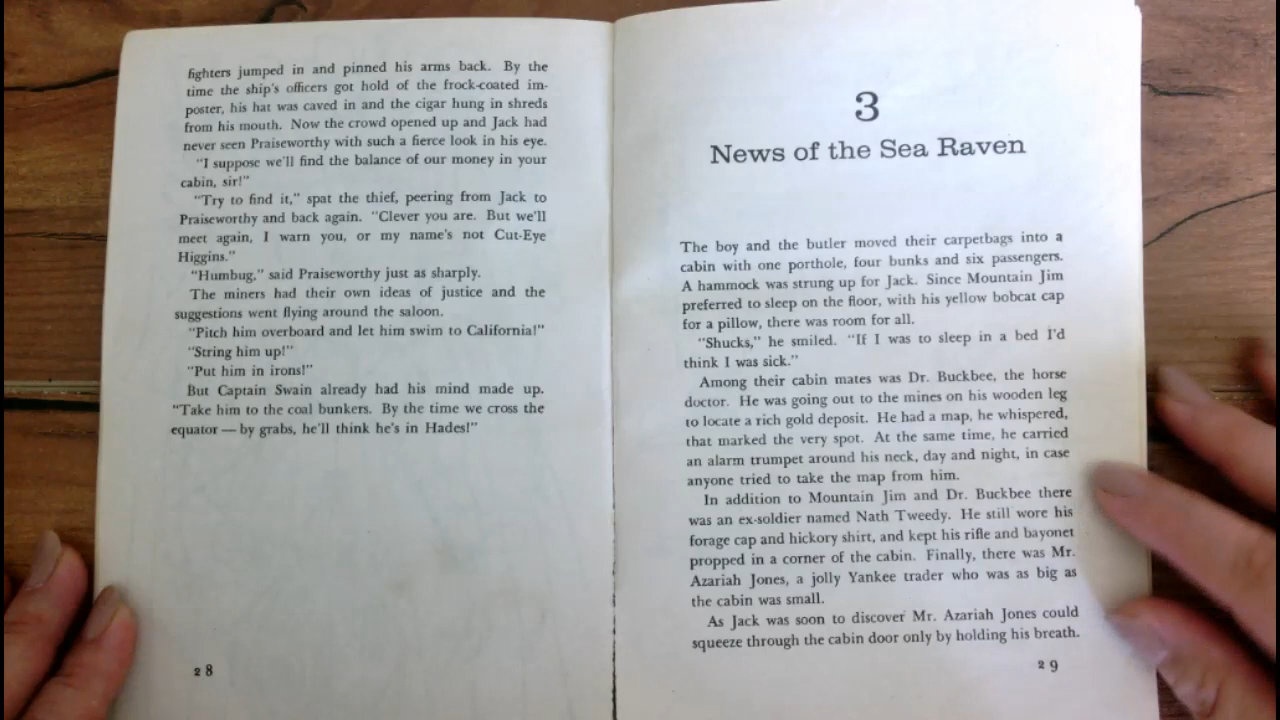 fighters jumped in and pinned his arms back. By the
time the ship's officers got hold of the frock-coated im-
poster, his hat was caved in and the cigar hung in shreds
from his mouth. Now the crowd opened up and Jack had
never seen Praiseworthy with such a fierce look in his eye.
"I suppose we'll find the balance of our money in your
cabin, sir!"
"Try to find it," spat the thief, peering from Jack to
Praiseworthy and back again. "Clever you are. But we'll
meet again, I warn you, or my name's not Cut-Eye
Higgins."
"Humbug," said Praiseworthy just as sharply.
The miners had their own ideas of justice and the
suggestions went flying around the saloon.
"Pitch him overboard and let him swim to California!"
"String him up!"
"Put him in irons!"
But Captain Swain already had his mind made up.
"Take him to the coal bunkers. By the time we cross the
equator — by grabs, he'll think he's in Hades!"
28
3
News of the Sea Raven
The boy and the butler moved their carpetbags into a
cabin with one porthole, four bunks and six passengers.
A hammock was strung up for Jack. Since Mountain Jim
preferred to sleep on the floor, with his yellow bobcat cap
for a pillow, there was room for all.
"Shucks," he smiled. "If I was to sleep in a bed I'd
think I was sick."
Among their cabin mates was Dr. Buckbee, the horse
doctor. He was going out to the mines on his wooden leg
to locate a rich gold deposit. He had a map, he whispered,
that marked the very spot. At the same time, he carried
an alarm trumpet around his neck, day and night, in case
anyone tried to take the map from him.
In addition to Mountain Jim and Dr. Buckbee there
was an ex-soldier named Nath Tweedy. He still wore his
forage cap and hickory shirt, and kept his rifle and bayonet
propped in a corner of the cabin. Finally, there was Mr.
Azariah Jones, a jolly Yankee trader who was as big as
the cabin was small.
As Jack was soon to discover Mr. Azariah Jones could
squeeze through the cabin door only by holding his breath.
29